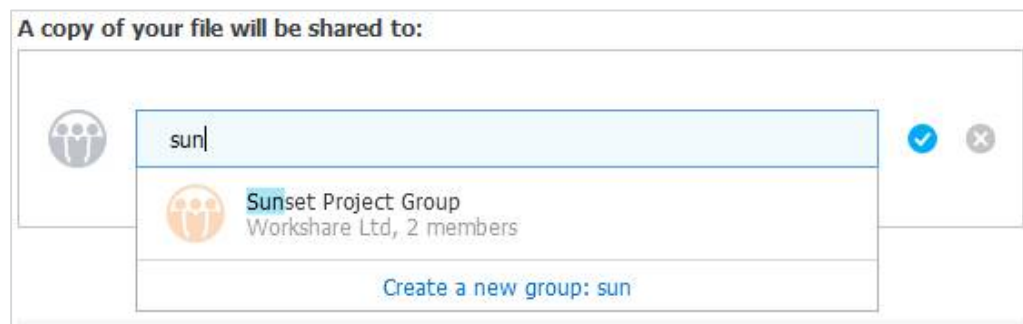 A copy of your file will be shared to:
sun
Sunset Project Group
Workshare Ltd, 2 members
Create a new group: sun